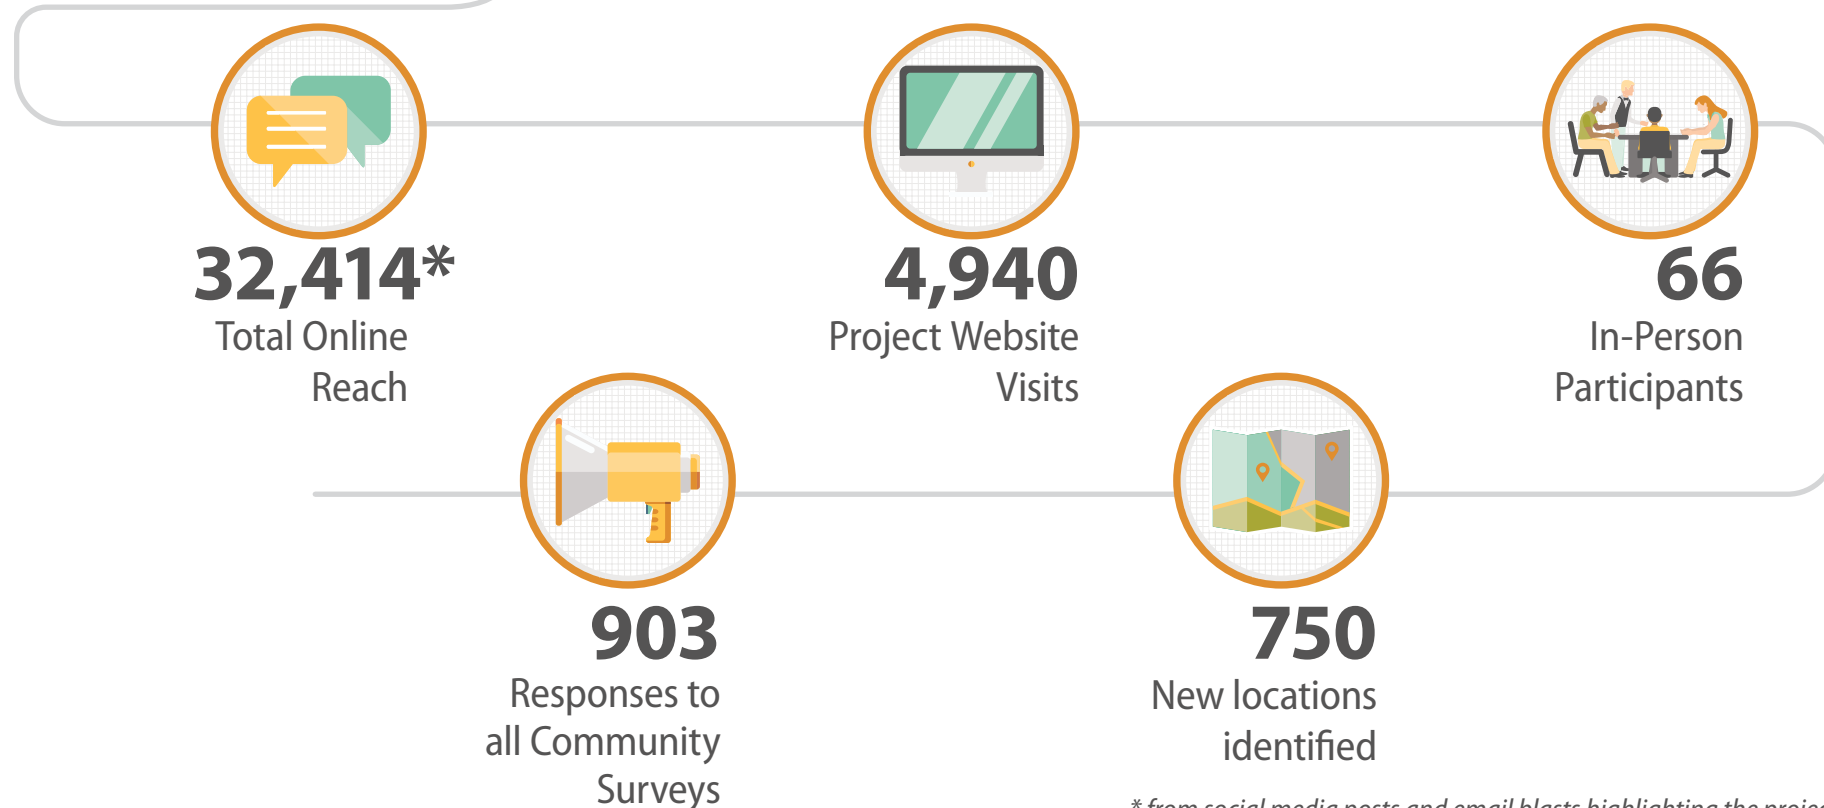 32,414*
Total Online
Reach
4,940
Project Website
Visits
66
In-Person
Participants
903
Responses to
all Community
Surveys
750
New locations
identified
* from social media posts and email blasts highlighting the project